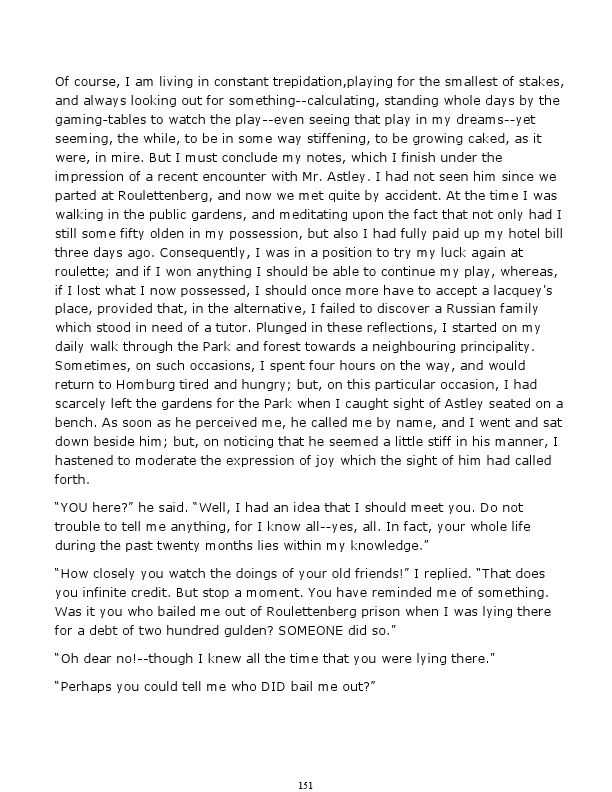 Of course, I am living in constant trepidation,playing for the smallest of stakes,
and always looking out for something--calculating, standing whole days by the
gaming-tables to watch the play--even seeing that play in my dreams--yet
seeming, the while, to be in some way stiffening, to be growing caked, as it
were, in mire. But I must conclude my notes, which I finish under the
impression of a recent encounter with Mr. Astley. I had not seen him since we
parted at Roulettenberg, and now we met quite by accident. At the time I was
walking in the public gardens, and meditating upon the fact that not only had I
still some fifty olden in my possession, but also I had fully paid up my hotel bill
three days ago. Consequently, I was in a position to try my luck again at
roulette; and if I won anything I should be able to continue my play, whereas,
if I lost what I now possessed, I should once more have to accept a lacquey's
place, provided that, in the alternative, I failed to discover a Russian family
which stood in need of a tutor. Plunged in these reflections, I started on my
daily walk through the Park and forest towards a neighbouring principality.
Sometimes, on such occasions, I spent four hours on the way, and would
return to Homburg tired and hungry; but, on this particular occasion, I had
scarcely left the gardens for the Park when I caught sight of Astley seated on a
bench. As soon as he perceived me, he called me by name, and I went and sat
down beside him; but, on noticing that he seemed a little stiff in his manner, I
hastened to moderate the expression of joy which the sight of him had called
forth.
“YOU here?” he said. “Well, I had an idea that I should meet you. Do not
trouble to tell me anything, for I know all--yes, all. In fact, your whole life
during the past twenty months lies within my knowledge.”
“How closely you watch the doings of your old friends!” I replied. “That does
you infinite credit. But stop a moment. You have reminded me of something.
Was it you who bailed me out of Roulettenberg prison when I was lying there
for a debt of two hundred gulden? SOMEONE did so.”
“Oh dear no!--though I knew all the time that you were lying there.”
“Perhaps you could tell me who DID bail me out?”
151